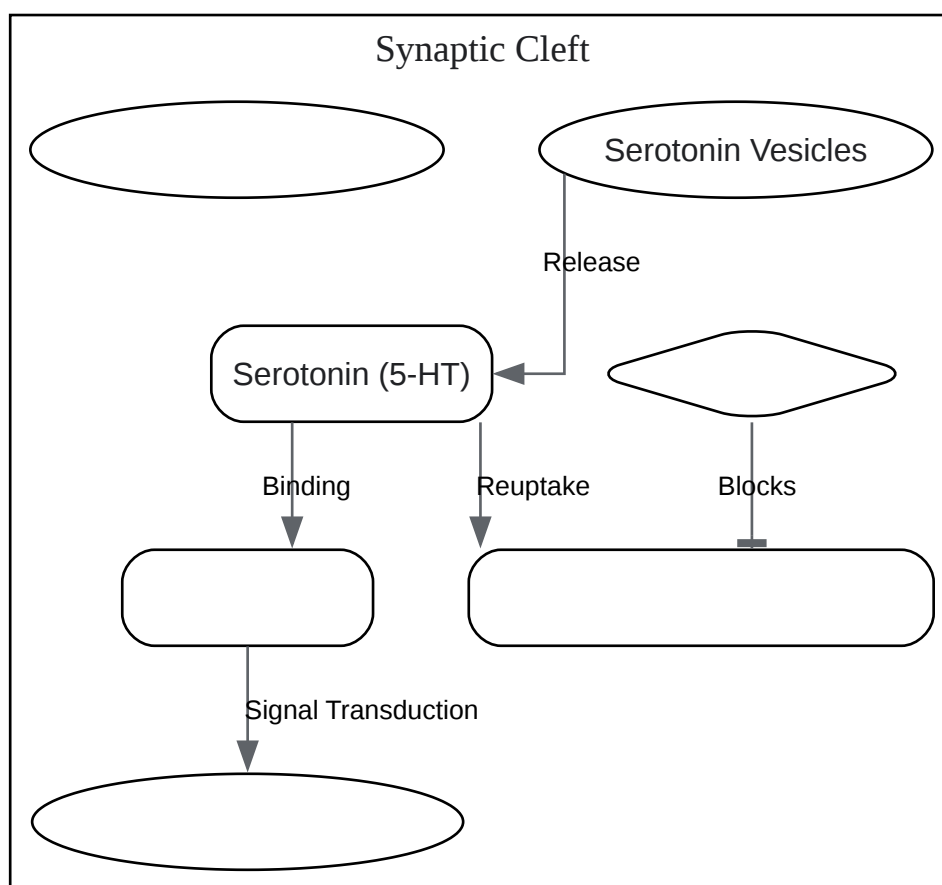 Synaptic Cleft
Serotonin Vesicles
Release
Serotonin (5-HT)
Binding
Reuptake
Blocks
Signal Transduction